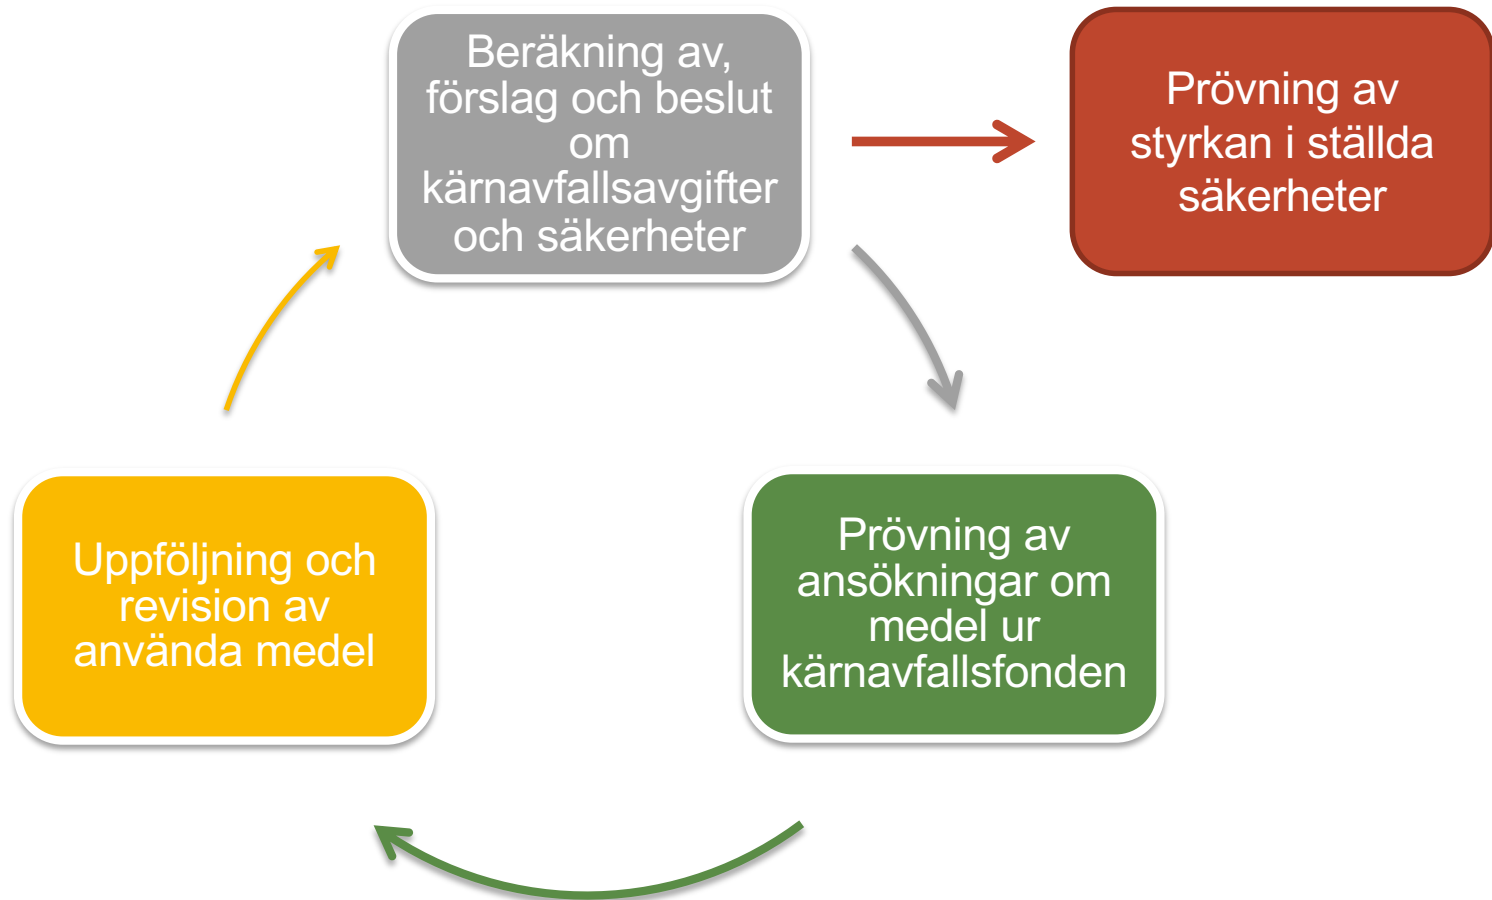 Beräkning av,
förslag och beslut
om
kärnavfallsavgifter
och säkerheter
Prövning av
styrkan i ställda
säkerheter
Uppföljning och
revision av
använda medel
Prövning av
ansökningar om
medel ur
kärnavfallsfonden